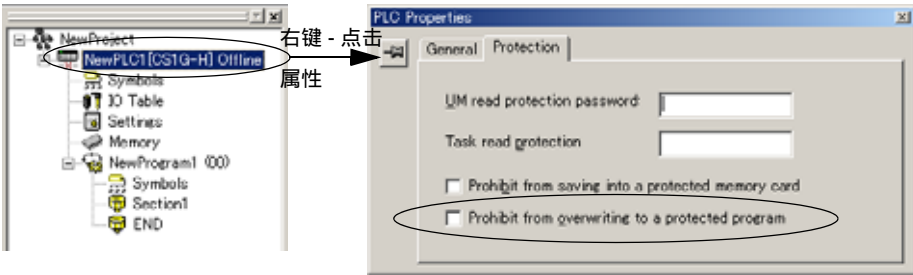 NewProject
NewPLC1[CS1G-H] Offline
Symbols
IO Table
Settings
Memory
NewProgram1 (00)
Symbols
Section1
END
右键 - 点击
属性
PLC Properties
General Protection
UM read protection password
Task read protection
Prohibit from saving into a protected memory card
Prohibit from overwriting to a protected program